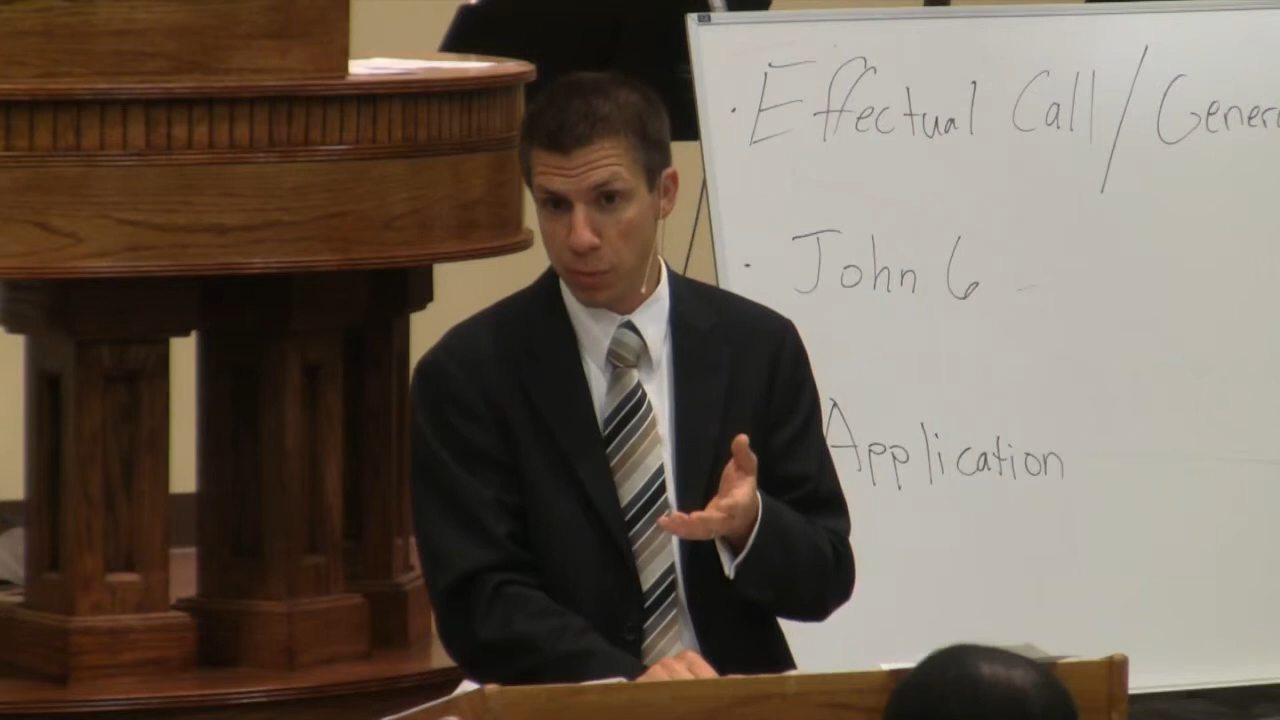 · Effectual Call / Gener
· John 6 -
Application